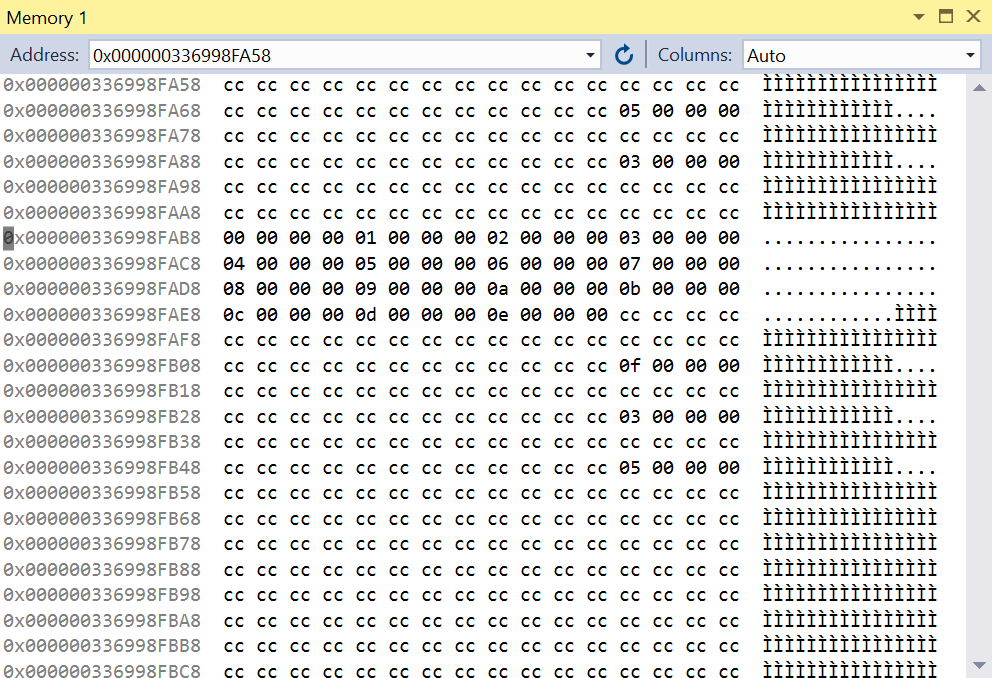 Memory 1
Address: 0x000000336998FA58 Columns: Auto
0x000000336998FA58 cc cc cc cc cc cc cc cc cc cc cc cc cc cc cc cc ÌÌÌÌÌÌÌÌÌÌÌÌÌÌÌÌ
0x000000336998FA68 cc cc cc cc cc cc cc cc cc cc cc cc 05 00 00 00 ÌÌÌÌÌÌÌÌÌÌÌÌ....
0x000000336998FA78 cc cc cc cc cc cc cc cc cc cc cc cc cc cc cc cc ÌÌÌÌÌÌÌÌÌÌÌÌÌÌÌÌ
0x000000336998FA88 cc cc cc cc cc cc cc cc cc cc cc cc 03 00 00 00 ÌÌÌÌÌÌÌÌÌÌÌÌ....
0x000000336998FA98 cc cc cc cc cc cc cc cc cc cc cc cc cc cc cc cc ÌÌÌÌÌÌÌÌÌÌÌÌÌÌÌÌ
0x000000336998FAA8 cc cc cc cc cc cc cc cc cc cc cc cc cc cc cc cc ÌÌÌÌÌÌÌÌÌÌÌÌÌÌÌÌ
0x000000336998FAB8 00 00 00 00 01 00 00 00 02 00 00 00 03 00 00 00 ................
0x000000336998FAC8 04 00 00 00 05 00 00 00 06 00 00 00 07 00 00 00 ................
0x000000336998FAD8 08 00 00 00 09 00 00 00 0a 00 00 00 0b 00 00 00 ................
0x000000336998FAE8 0c 00 00 00 0d 00 00 00 0e 00 00 00 cc cc cc cc ............ÌÌÌÌ
0x000000336998FAF8 cc cc cc cc cc cc cc cc cc cc cc cc cc cc cc cc ÌÌÌÌÌÌÌÌÌÌÌÌÌÌÌÌ
0x000000336998FB08 cc cc cc cc cc cc cc cc cc cc cc cc 0f 00 00 00 ÌÌÌÌÌÌÌÌÌÌÌÌ....
0x000000336998FB18 cc cc cc cc cc cc cc cc cc cc cc cc cc cc cc cc ÌÌÌÌÌÌÌÌÌÌÌÌÌÌÌÌ
0x000000336998FB28 cc cc cc cc cc cc cc cc cc cc cc cc 03 00 00 00 ÌÌÌÌÌÌÌÌÌÌÌÌ....
0x000000336998FB38 cc cc cc cc cc cc cc cc cc cc cc cc cc cc cc cc ÌÌÌÌÌÌÌÌÌÌÌÌÌÌÌÌ
0x000000336998FB48 cc cc cc cc cc cc cc cc cc cc cc cc 05 00 00 00 ÌÌÌÌÌÌÌÌÌÌÌÌ....
0x000000336998FB58 cc cc cc cc cc cc cc cc cc cc cc cc cc cc cc cc ÌÌÌÌÌÌÌÌÌÌÌÌÌÌÌÌ
0x000000336998FB68 cc cc cc cc cc cc cc cc cc cc cc cc cc cc cc cc ÌÌÌÌÌÌÌÌÌÌÌÌÌÌÌÌ
0x000000336998FB78 cc cc cc cc cc cc cc cc cc cc cc cc cc cc cc cc ÌÌÌÌÌÌÌÌÌÌÌÌÌÌÌÌ
0x000000336998FB88 cc cc cc cc cc cc cc cc cc cc cc cc cc cc cc cc ÌÌÌÌÌÌÌÌÌÌÌÌÌÌÌÌ
0x000000336998FB98 cc cc cc cc cc cc cc cc cc cc cc cc cc cc cc cc ÌÌÌÌÌÌÌÌÌÌÌÌÌÌÌÌ
0x000000336998FBA8 cc cc cc cc cc cc cc cc cc cc cc cc cc cc cc cc ÌÌÌÌÌÌÌÌÌÌÌÌÌÌÌÌ
0x000000336998FBB8 cc cc cc cc cc cc cc cc cc cc cc cc cc cc cc cc ÌÌÌÌÌÌÌÌÌÌÌÌÌÌÌÌ
0x000000336998FBC8 cc cc cc cc cc cc cc cc cc cc cc cc cc cc cc cc ÌÌÌÌÌÌÌÌÌÌÌÌÌÌÌÌ